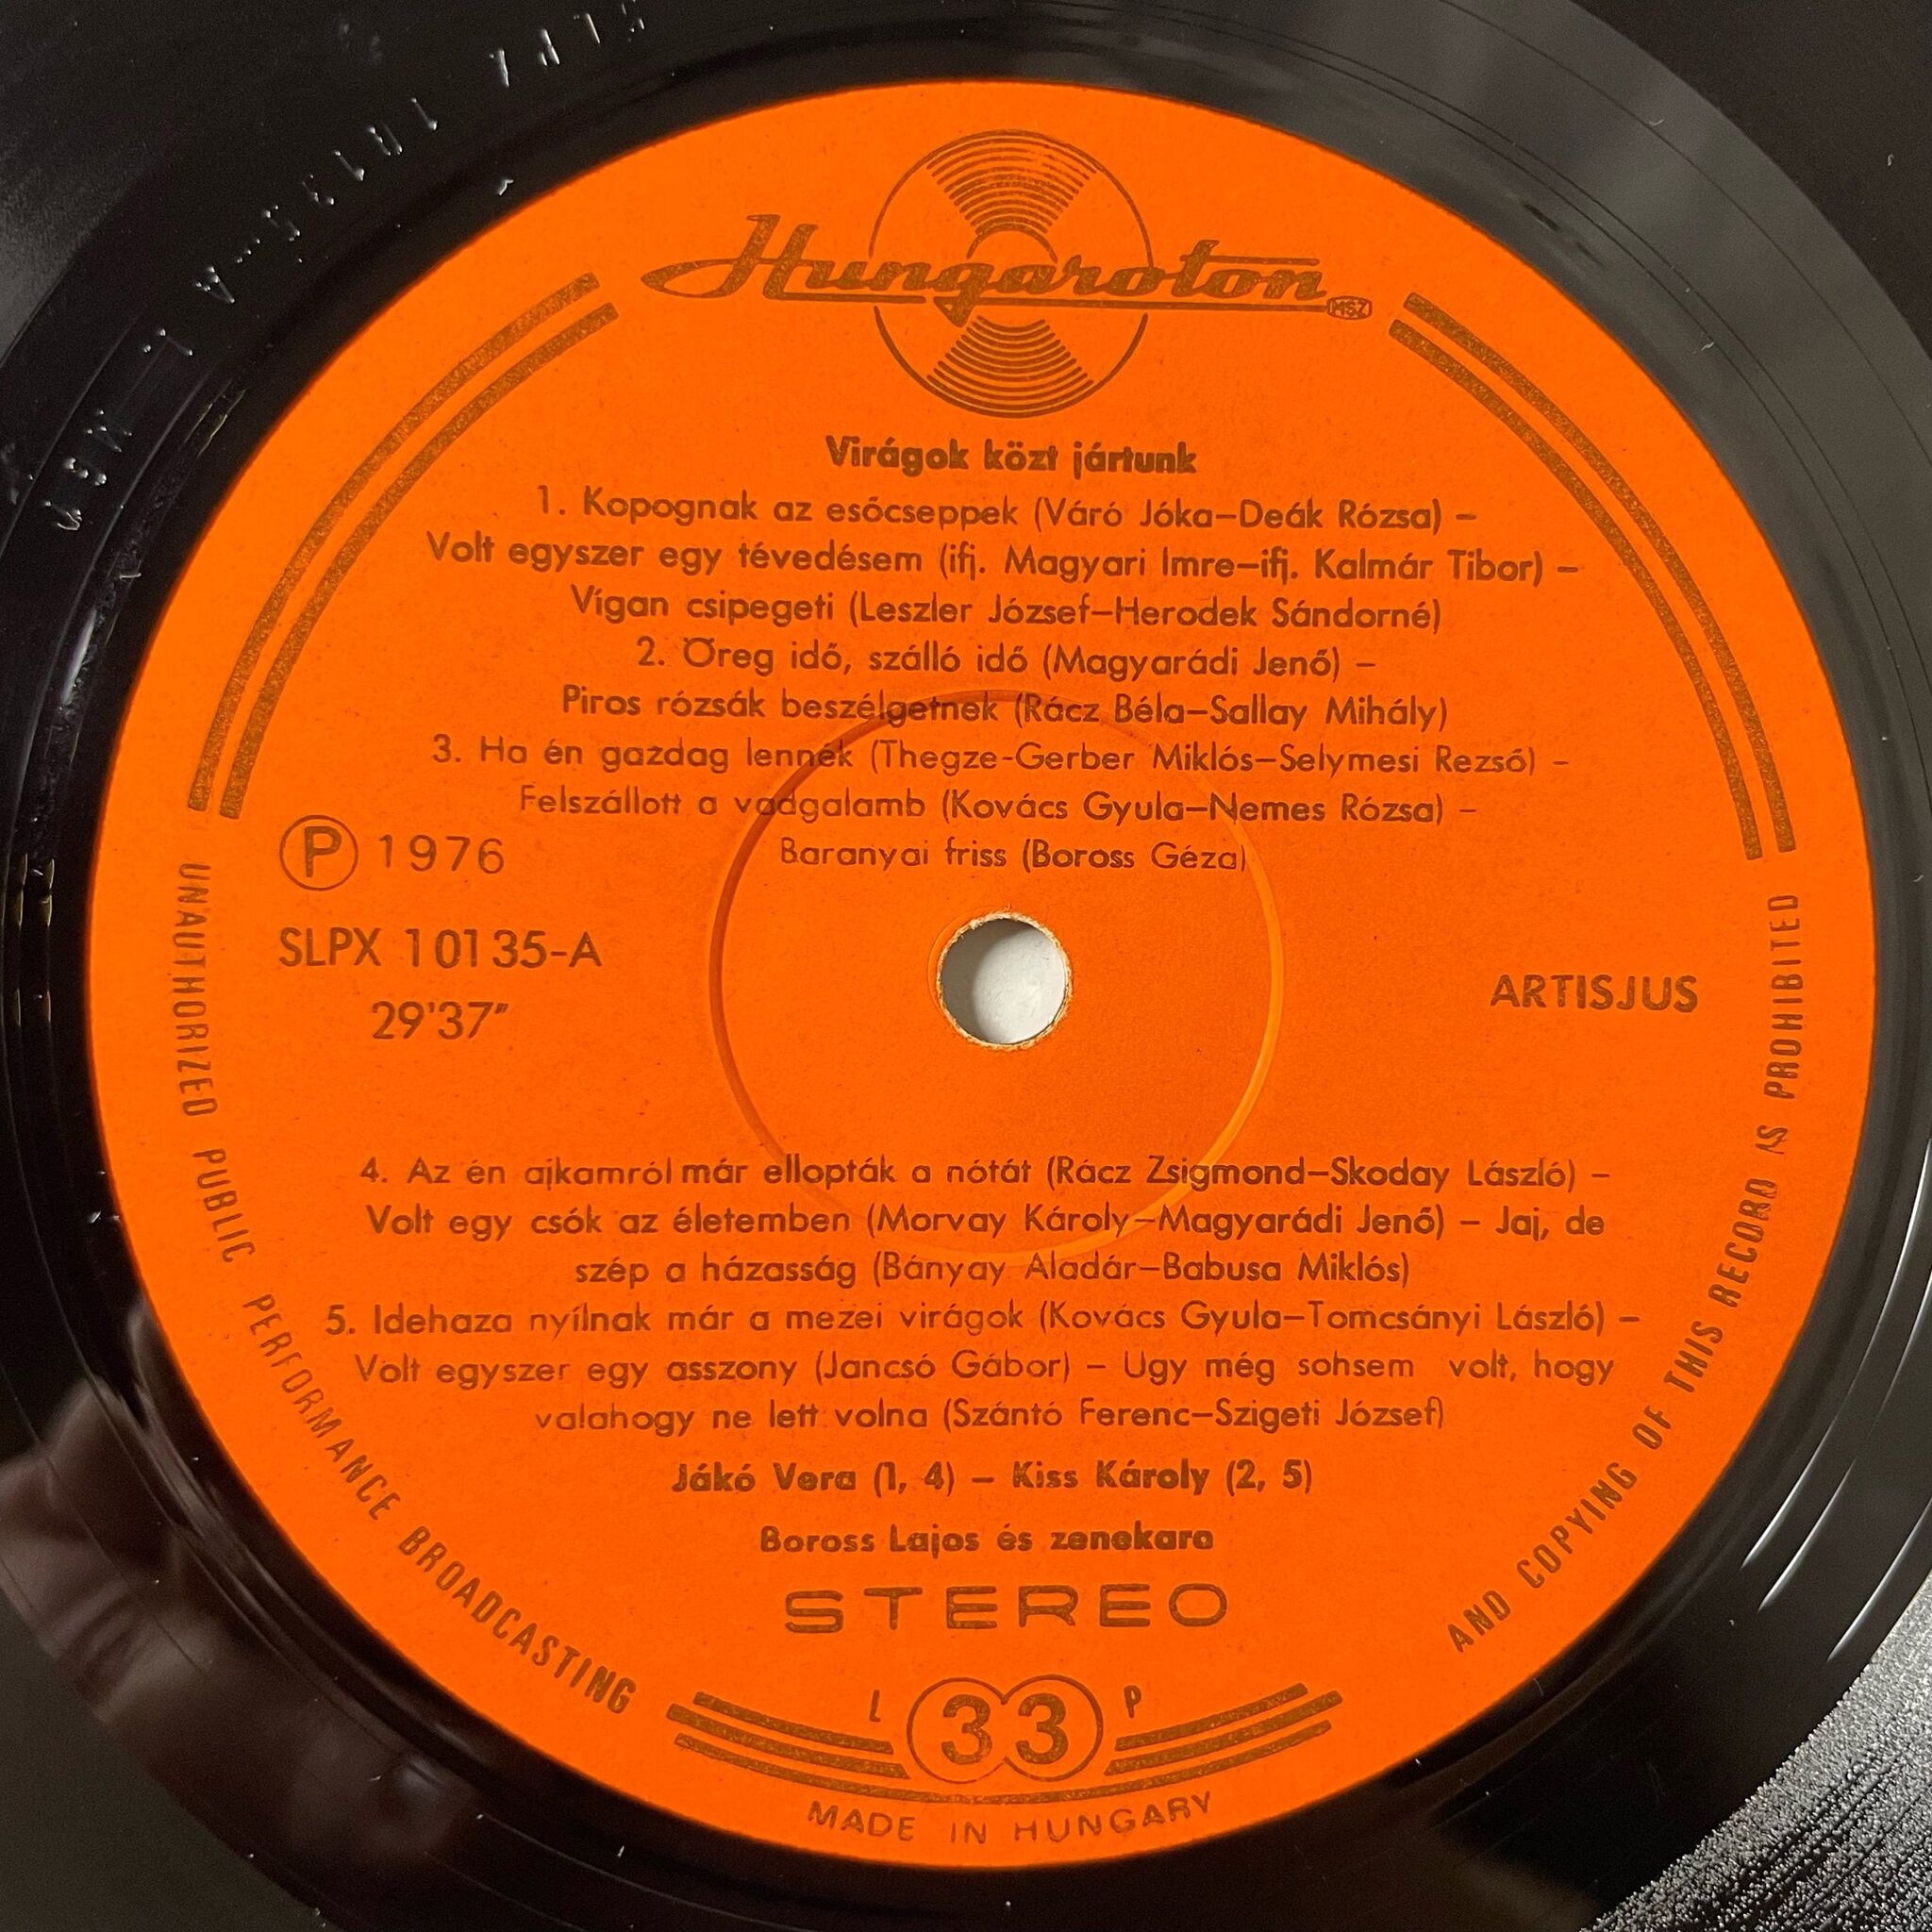 SLPX 10135-A
Hungaroton
MSZ
Virágok közt jártunk
1. Kopognak az esőcseppek (Váró Jóka–Deák Rózsa) –
Volt egyszer egy tévedésem (ifj. Magyari Imre–ifj. Kalmár Tibor) –
Vígan csipegeti (Leszler József–Herodek Sándorné)
2. Öreg idő, szálló idő (Magyarádi Jenő) –
Piros rózsák beszélgetnek (Rácz Béla–Sallay Mihály)
3. Ha én gazdag lennék (Thegze-Gerber Miklós–Selymesi Rezső) –
Felszállott a vadgalamb (Kovács Gyula–Nemes Rózsa) –
Baranyai friss (Boross Géza)
℗ 1976
SLPX 10135-A
29'37"
ARTISJUS
4. Az én ajkamról már ellopták a nótát (Rácz Zsigmond–Skoday László) –
Volt egy csók az életemben (Morvay Károly–Magyarádi Jenő) – Jaj, de
szép a házasság (Bányay Aladár–Babusa Miklós)
5. Idehaza nyílnak már a mezei virágok (Kovács Gyula–Tomcsányi László) –
Volt egyszer egy asszony (Jancsó Gábor) – Ugy még sohsem volt, hogy
valahogy ne lett volna (Szántó Ferenc–Szigeti József)
Jákó Vera (1, 4) – Kiss Károly (2, 5)
Boross Lajos és zenekara
STEREO
L 33 P
MADE IN HUNGARY
UNAUTHORIZED PUBLIC PERFORMANCE BROADCASTING
AND COPYING OF THIS RECORD IS PROHIBITED